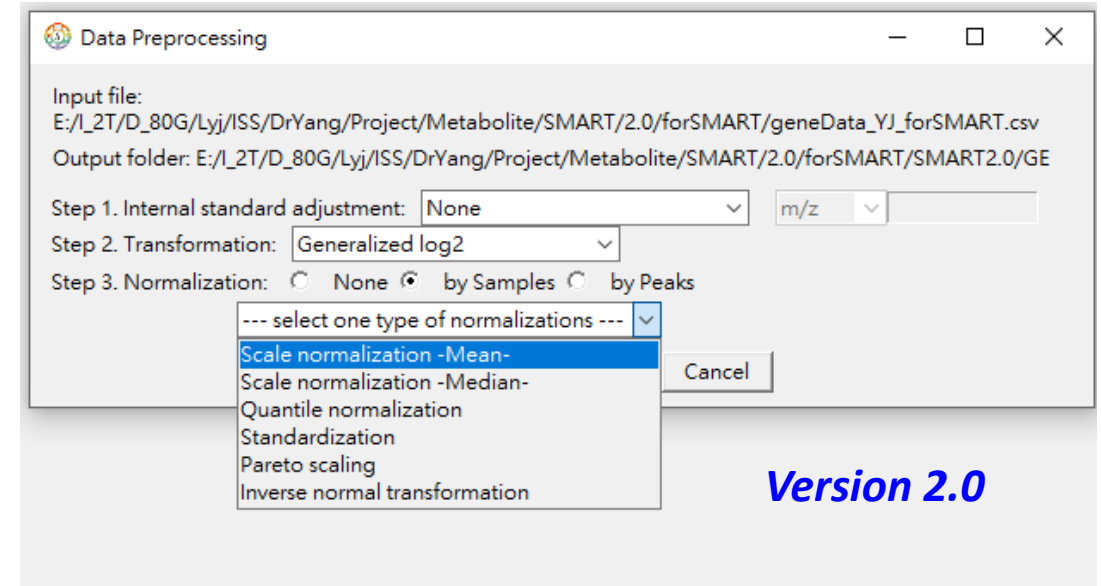 Data Preprocessing
Input file:
E:/I_2T/D_80G/Lyj/ISS/DrYang/Project/Metabolite/SMART/2.0/forSMART/geneData_YJ_forSMART.csv
Output folder: E:/I_2T/D_80G/Lyj/ISS/DrYang/Project/Metabolite/SMART/2.0/forSMART/SMART2.0/GE
Step 1. Internal standard adjustment: None m/z
Step 2. Transformation: Generalized log2
Step 3. Normalization: None by Samples by Peaks
--- select one type of normalizations ---
Scale normalization -Mean-
Scale normalization -Median-
Cancel
Quantile normalization
Standardization
Pareto scaling
Inverse normal transformation
Version 2.0